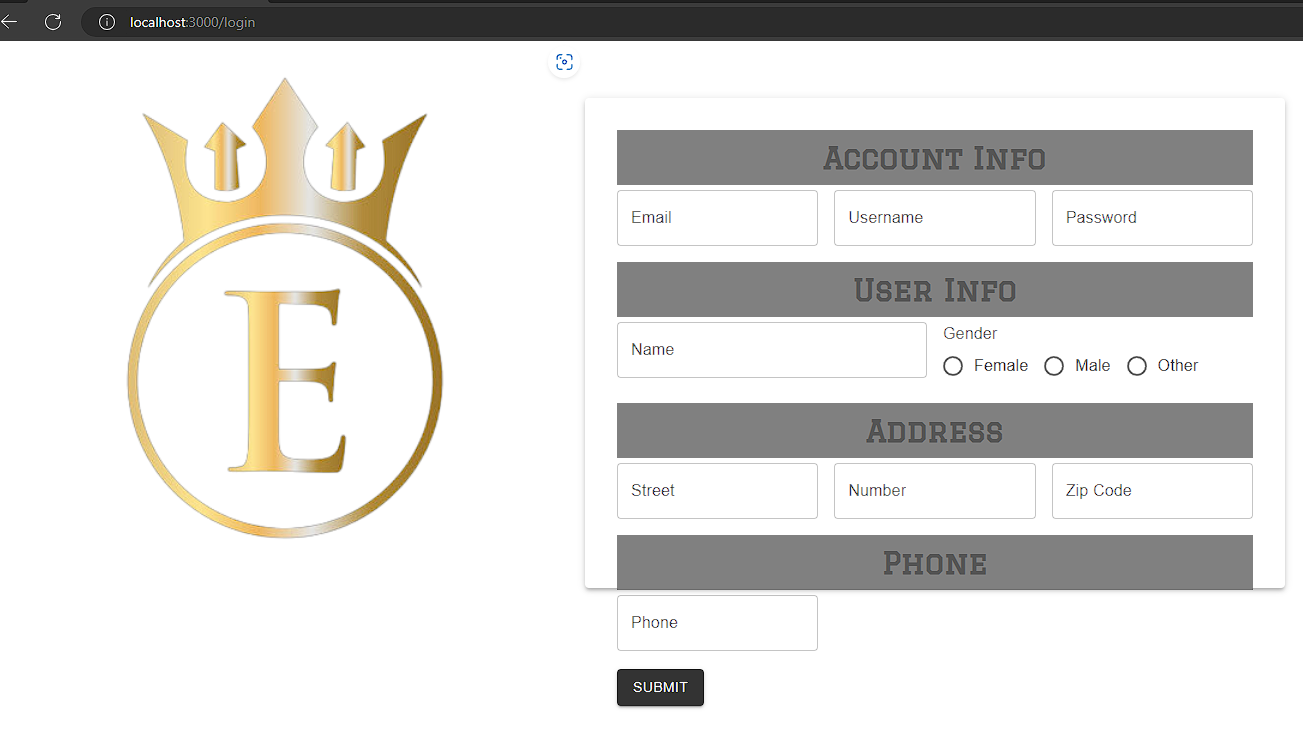 localhost:3000/login
E
Account Info
Email Username Password
User Info
Name
Gender
Female Male Other
Address
Street Number Zip Code
Phone
Phone
SUBMIT